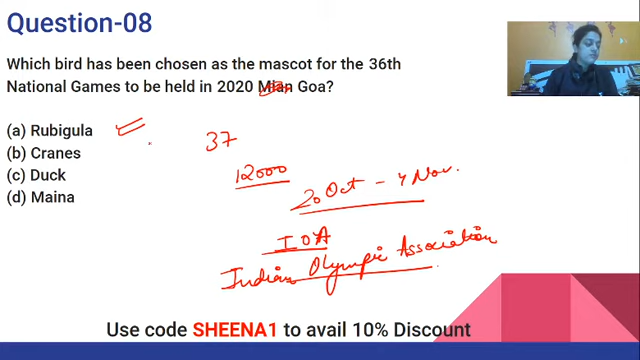 Question-08
Which bird has been chosen as the mascot for the 36th
National Games to be held in 2020 Mian Goa?
(a) Rubigula
(b) Cranes
(c) Duck
(d) Maina
37
12000
20 Oct - 4 Nov.
IOA
Indian Olympic Association
Use code SHEENA1 to avail 10% Discount